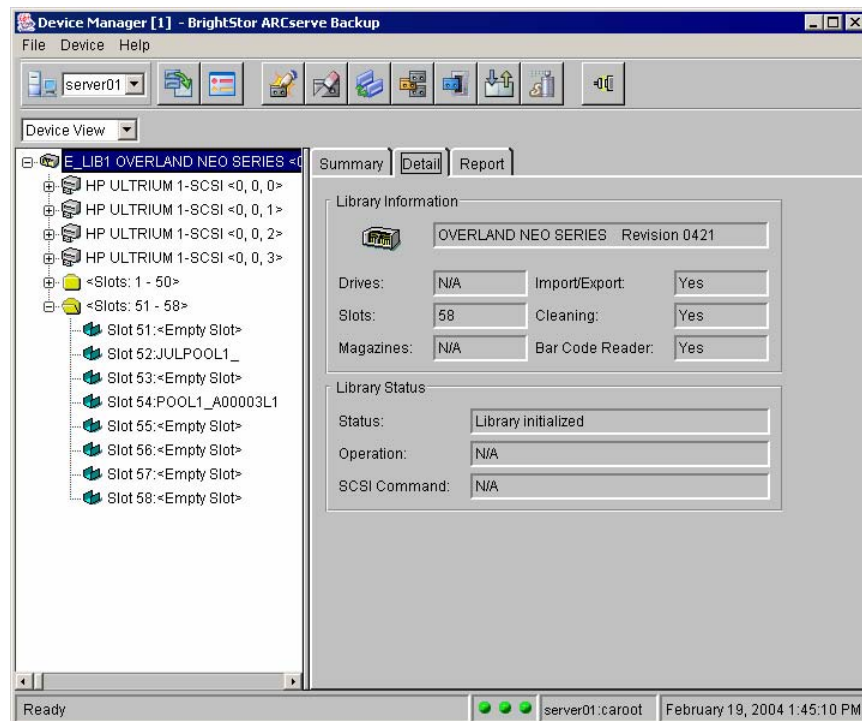 Device Manager [1] - BrightStor ARCserve Backup
File Device Help
server01
Device View
E_LIB1 OVERLAND NEO SERIES <0
HP ULTRIUM 1-SCSI <0, 0, 0>
HP ULTRIUM 1-SCSI <0, 0, 1>
HP ULTRIUM 1-SCSI <0, 0, 2>
HP ULTRIUM 1-SCSI <0, 0, 3>
<Slots: 1 - 50>
<Slots: 51 - 58>
Slot 51:<Empty Slot>
Slot 52:JULPOOL1_
Slot 53:<Empty Slot>
Slot 54:POOL1_A00003L1
Slot 55:<Empty Slot>
Slot 56:<Empty Slot>
Slot 57:<Empty Slot>
Slot 58:<Empty Slot>
Summary Detail Report
Library Information
OVERLAND NEO SERIES Revision 0421
Drives: N/A Import/Export: Yes
Slots: 58 Cleaning: Yes
Magazines: N/A Bar Code Reader: Yes
Library Status
Status: Library initialized
Operation: N/A
SCSI Command: N/A
Ready server01:caroot February 19, 2004 1:45:10 PM